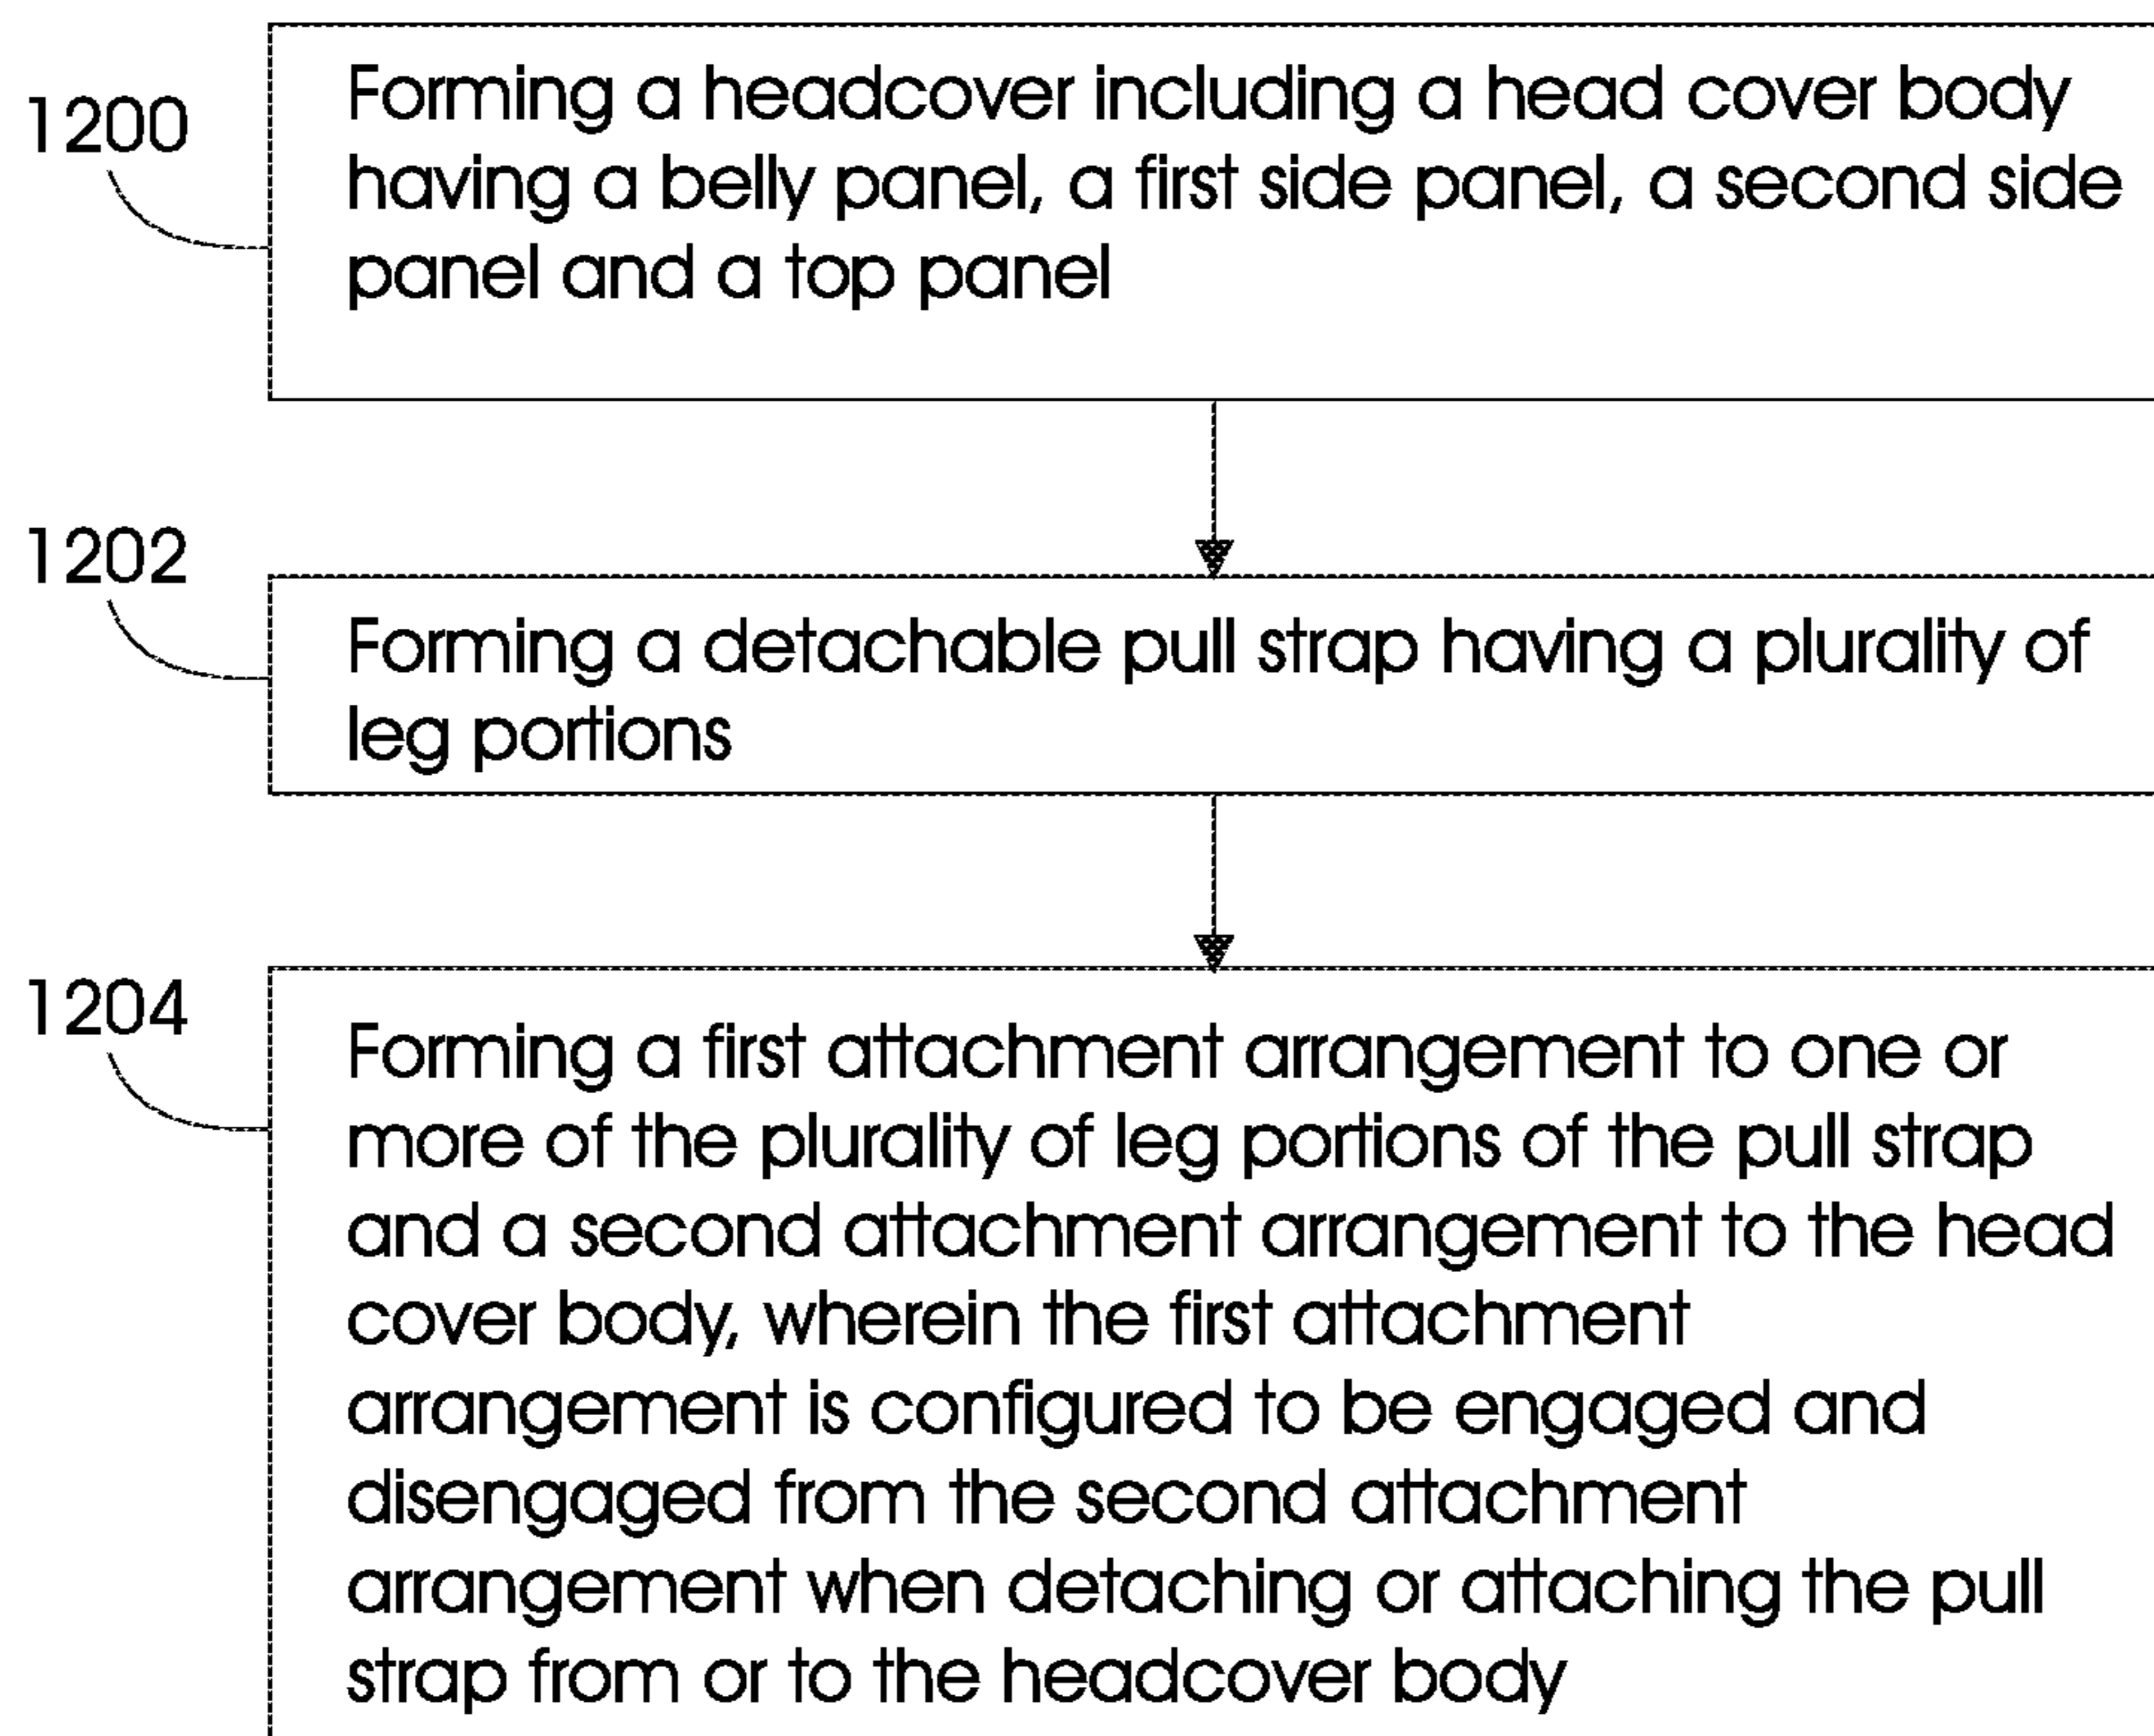 1200
Forming a headcover including a head cover body
having a belly panel, a first side panel, a second side
panel and a top panel
1202
Forming a detachable pull strap having a plurality of
leg portions
1204
Forming a first attachment arrangement to one or
more of the plurality of leg portions of the pull strap
and a second attachment arrangement to the head
cover body, wherein the first attachment
arrangement is configured to be engaged and
disengaged from the second attachment
arrangement when detaching or attaching the pull
strap from or to the headcover body